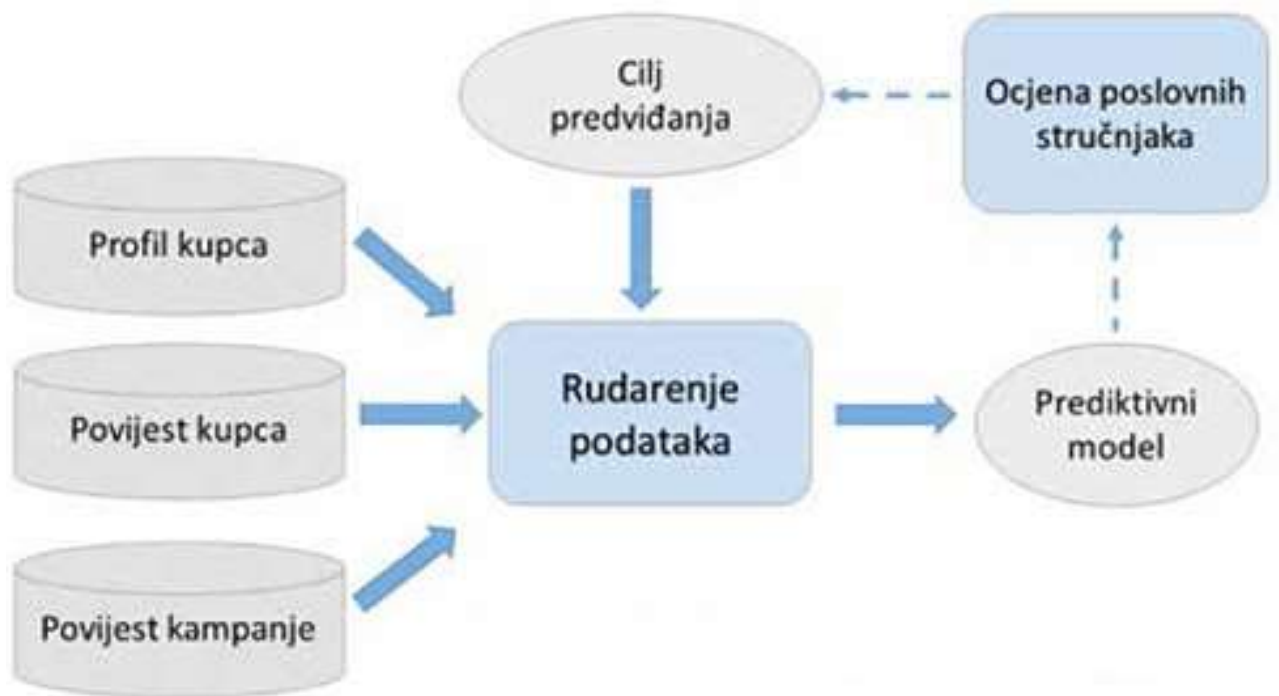 Cilj
predviđanja
Ocjena poslovnih
stručnjaka
Profil kupca
Povijest kupca
Povijest kampanje
Rudarenje
podataka
Prediktivni
model